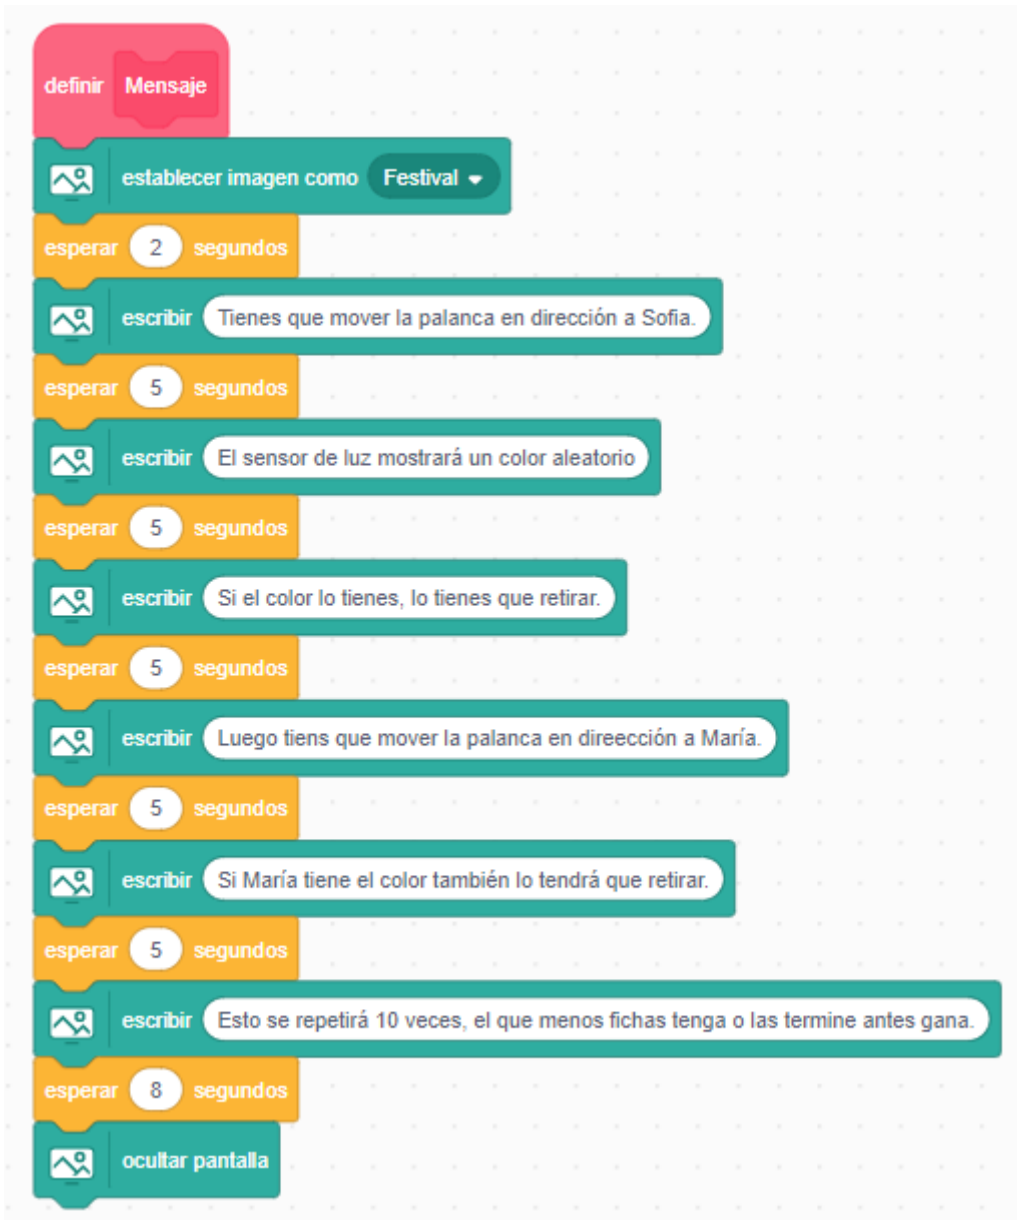 definir Mensaje
establecer imagen como Festival
esperar 2 segundos
escribir Tienes que mover la palanca en dirección a Sofia.
esperar 5 segundos
escribir El sensor de luz mostrará un color aleatorio
esperar 5 segundos
escribir Si el color lo tienes, lo tienes que retirar.
esperar 5 segundos
escribir Luego tiens que mover la palanca en direección a María.
esperar 5 segundos
escribir Si María tiene el color también lo tendrá que retirar.
esperar 5 segundos
escribir Esto se repetirá 10 veces, el que menos fichas tenga o las termine antes gana.
esperar 8 segundos
ocultar pantalla